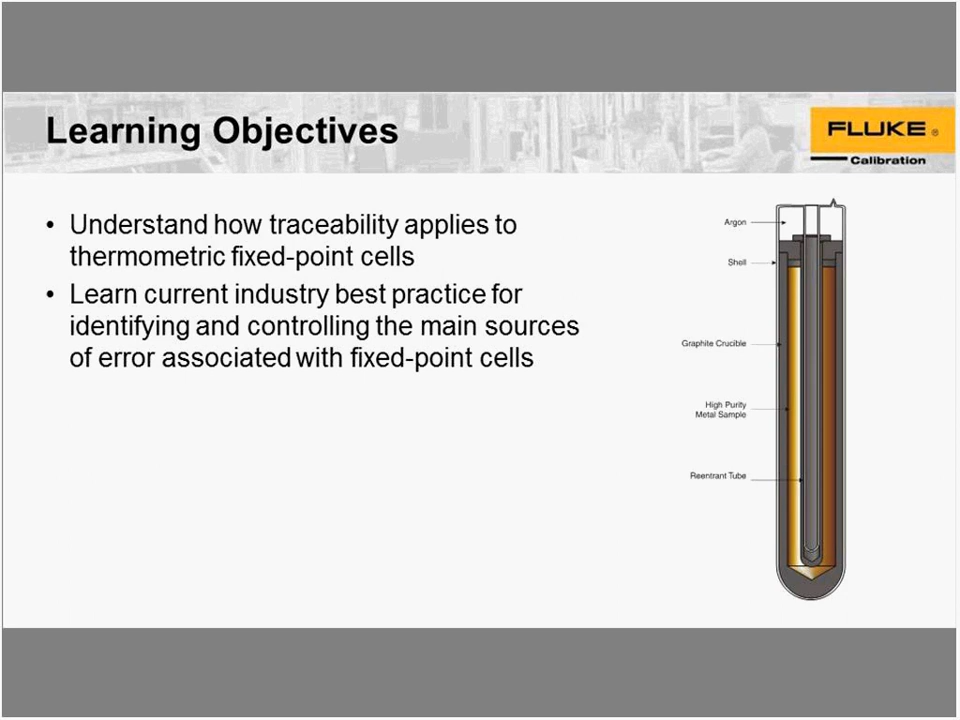 Learning Objectives
FLUKE ®
Calibration
• Understand how traceability applies to
thermometric fixed-point cells
• Learn current industry best practice for
identifying and controlling the main sources
of error associated with fixed-point cells
Argon
Shell
Graphite Crucible
High Purity
Metal Sample
Reentrant Tube